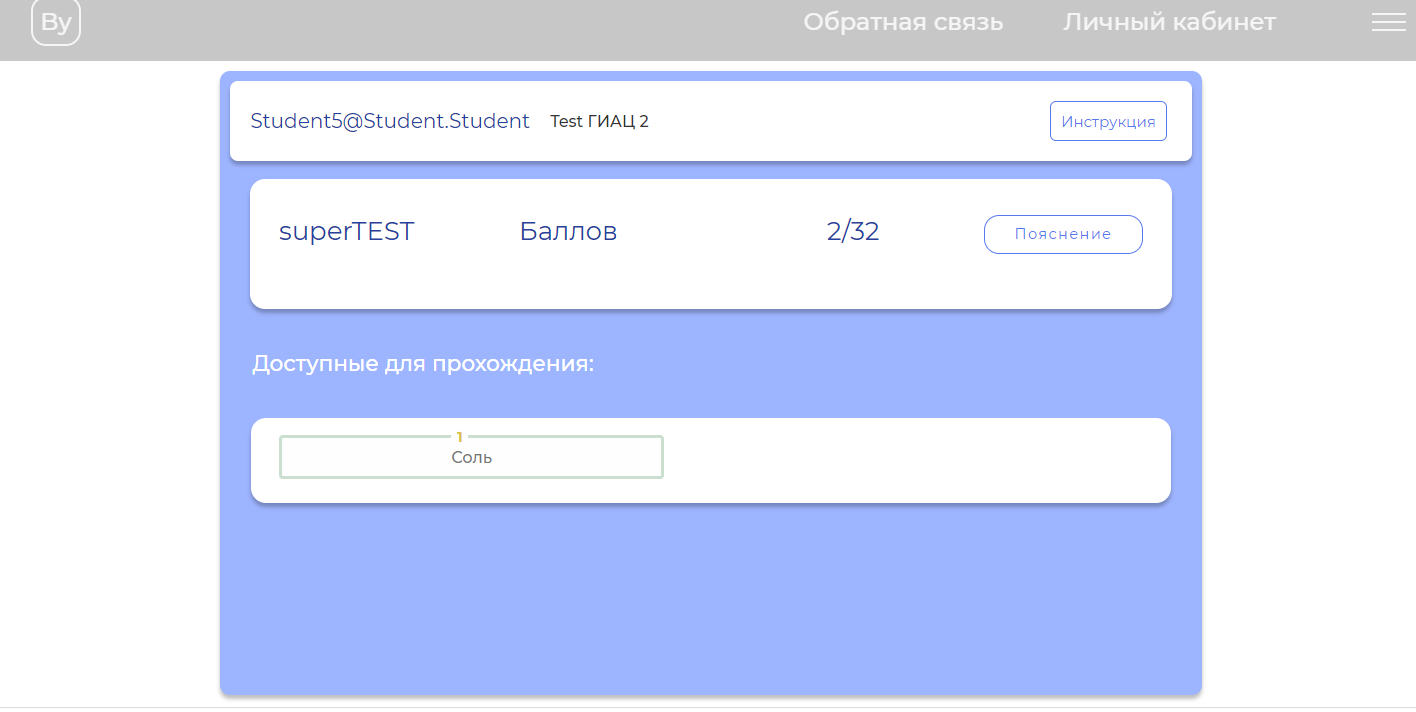 By Обратная связь Личный кабинет
Student5@Student.Student Test ГИАЦ 2 Инструкция
superTEST Баллов 2/32 Пояснение
Доступные для прохождения:
1
Соль